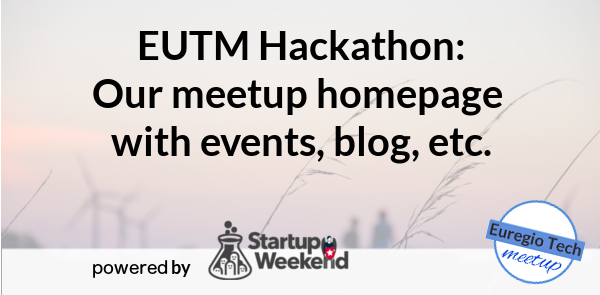 EUTM Hackathon:
Our meetup homepage
with events, blog, etc.
powered by
Startup
Weekend
Euregio Tech
meetup